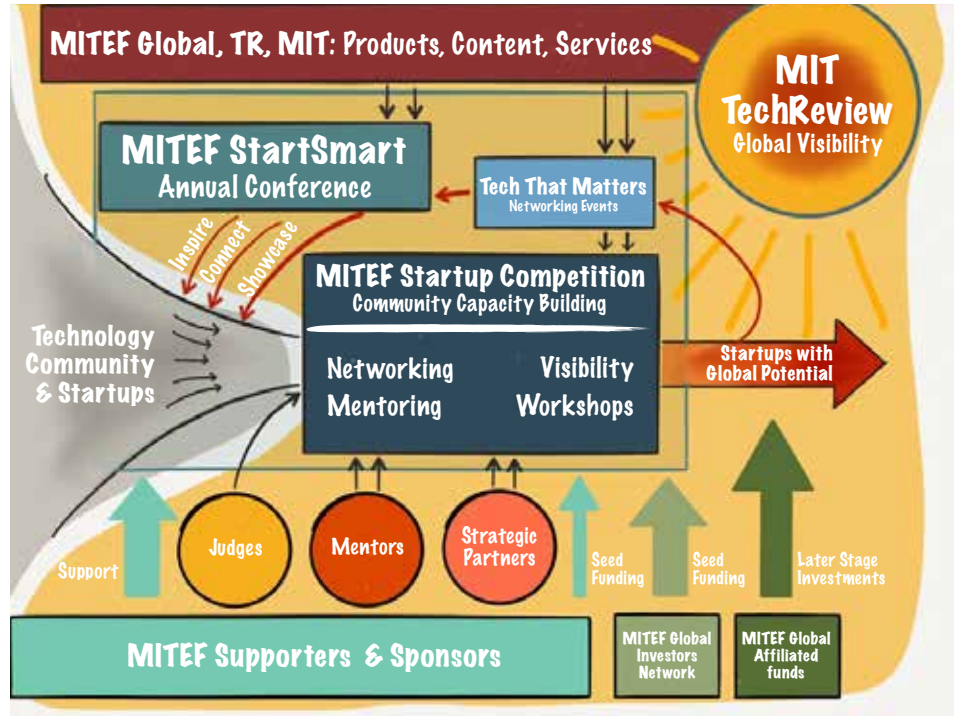 MITEF Global, TR, MIT: Products, Content, Services
MIT
TechReview
Global Visibility
MITEF StartSmart
Annual Conference
Tech That Matters
Networking Events
Inspire
Connect
Showcase
MITEF Startup Competition
Community Capacity Building
Networking
Visibility
Mentoring
Workshops
Technology
Community
& Startups
Startups with
Global Potential
Support
Judges
Mentors
Strategic
Partners
Seed
Funding
Seed
Funding
Later Stage
Investments
MITEF Supporters & Sponsors
MITEF Global
Investors
Network
MITEF Global
Affiliated
funds